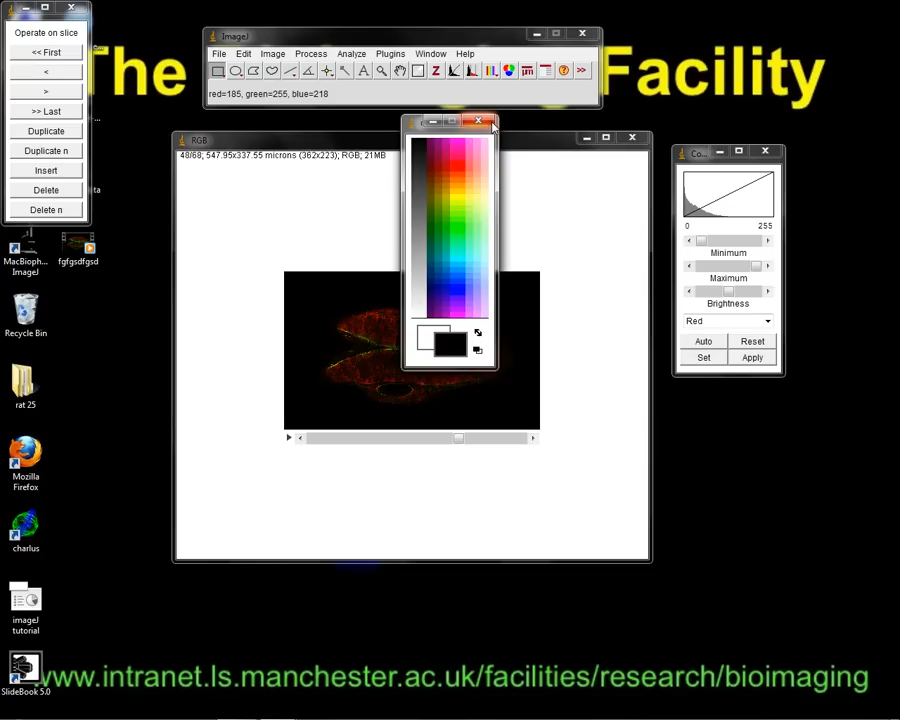 Operate on slice
<< First
<
>
>> Last
Duplicate
Duplicate n
Insert
Delete
Delete n
The
Facility
ImageJ
File Edit Image Process Analyze Plugins Window Help
red=185, green=255, blue=218
RGB
48/68; 547.95x337.55 microns (362x223); RGB; 21MB
Co...
0 255
Minimum
Maximum
Brightness
Red
Auto Reset
Set Apply
MacBioph...
ImageJ
fgfgsdfgsd
Recycle Bin
rat 25
Mozilla
Firefox
charlus
imageJ
tutorial
SlideBook 5.0
www.intranet.ls.manchester.ac.uk/facilities/research/bioimaging